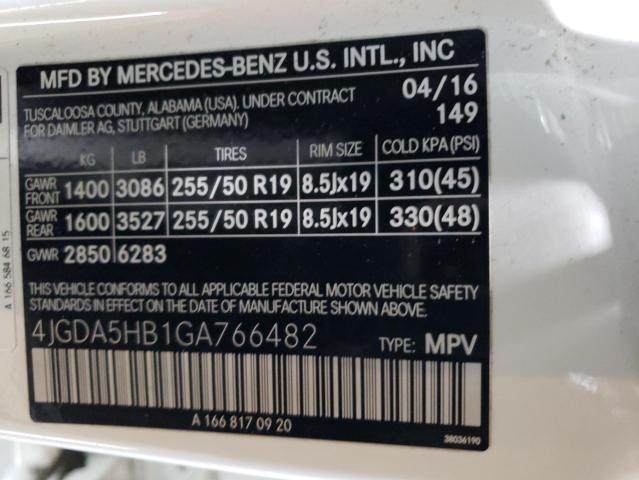 MFD BY MERCEDES-BENZ U.S. INTL., INC
TUSCALOOSA COUNTY, ALABAMA (USA). UNDER CONTRACT 04/16
FOR DAIMLER AG, STUTTGART (GERMANY) 149
KG LB TIRES RIM SIZE COLD KPA(PSI)
GAWR FRONT 1400 3086 255/50 R19 8.5Jx19 310(45)
GAWR REAR 1600 3527 255/50 R19 8.5Jx19 330(48)
GVWR 2850 6283
THIS VEHICLE CONFORMS TO ALL APPLICABLE FEDERAL MOTOR VEHICLE SAFETY
STANDARDS IN EFFECT ON THE DATE OF MANUFACTURE SHOWN ABOVE.
4JGDA5HB1GA766482 TYPE: MPV
A 166 817 09 20
38036190
A 166 584 68 15